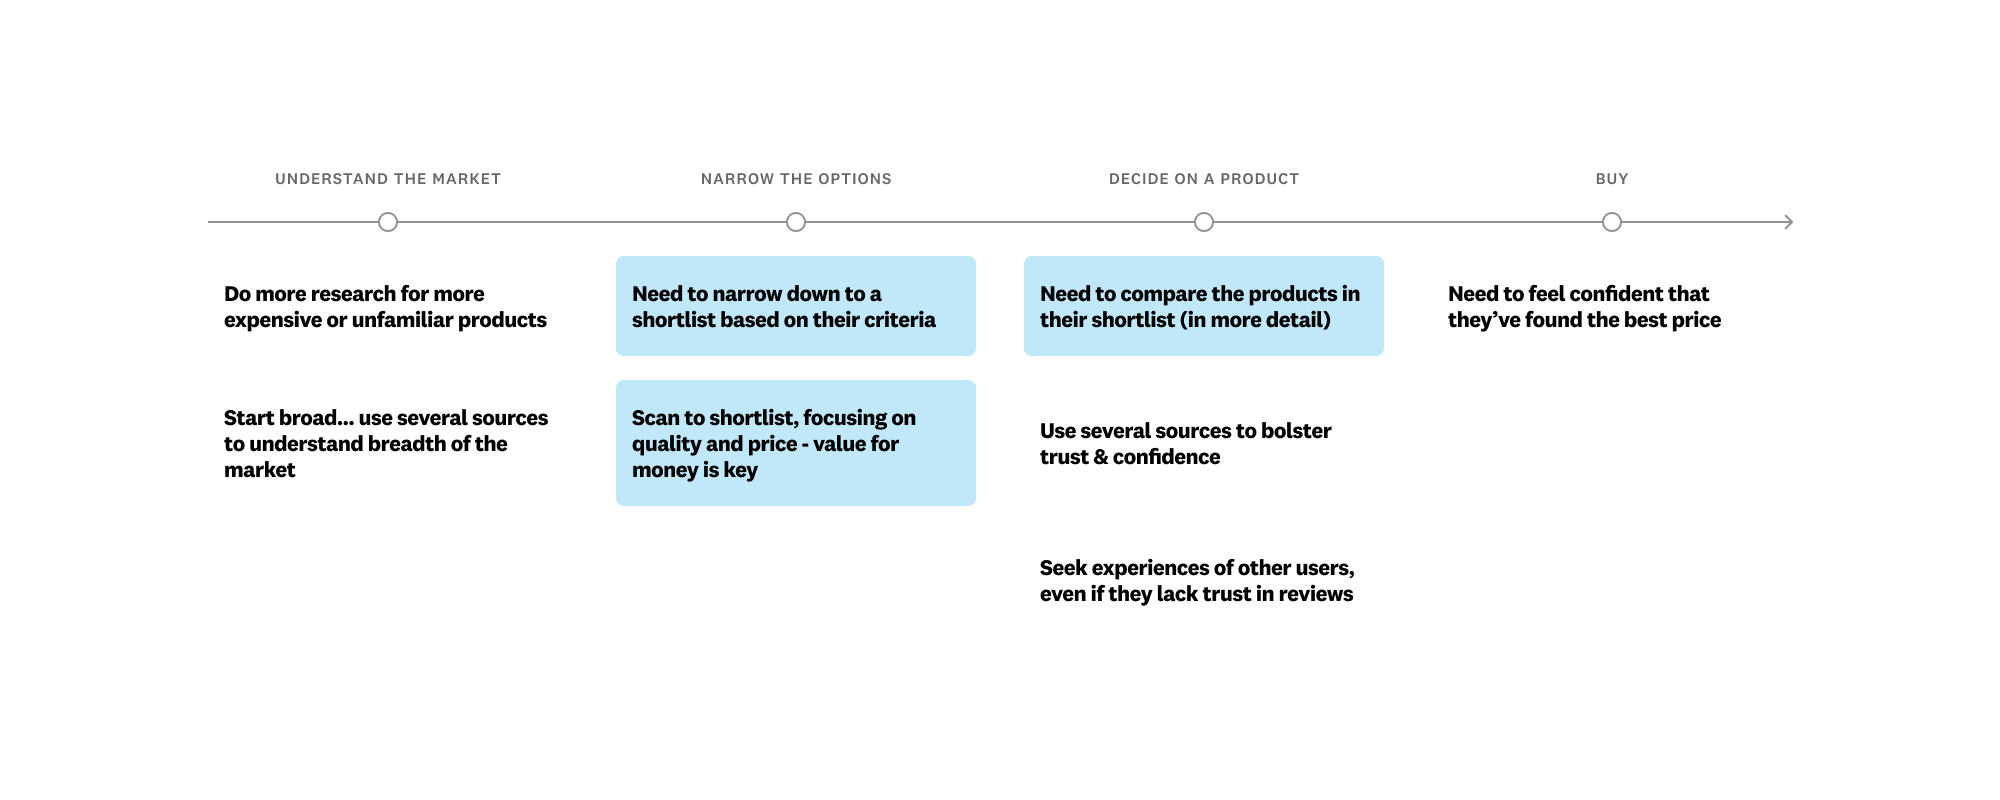 UNDERSTAND THE MARKET
NARROW THE OPTIONS
DECIDE ON A PRODUCT
BUY
Do more research for more
expensive or unfamiliar products
Start broad... use several sources
to understand breadth of the
market
Need to narrow down to a
shortlist based on their criteria
Scan to shortlist, focusing on
quality and price - value for
money is key
Need to compare the products in
their shortlist (in more detail)
Use several sources to bolster
trust & confidence
Seek experiences of other users,
even if they lack trust in reviews
Need to feel confident that
they’ve found the best price